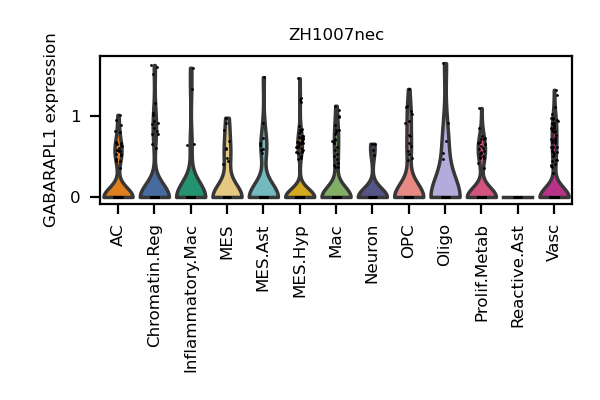 ZH1007nec
GABARAPL1 expression
1
0
AC
Chromatin.Reg
Inflammatory.Mac
MES
MES.Ast
MES.Hyp
Mac
Neuron
OPC
Oligo
Prolif.Metab
Reactive.Ast
Vasc